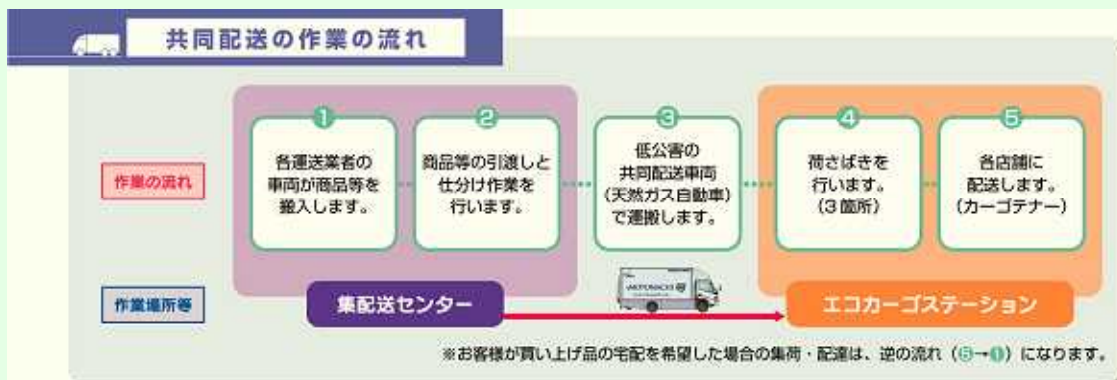 共同配送の作業の流れ
作業の流れ
1
各運送業者の
車両が商品等を
搬入します。
2
商品等の引渡しと
仕分け作業を
行います。
3
低公害の
共同配送車両
(天然ガス自動車)
で運搬します。
4
荷さばきを
行います。
(3箇所)
5
各店舗に
配送します。
(カーゴテナー)
作業場所等
集配送センター
MOTOMACHI
エコカーゴステーション
※お客様が買い上げ品の宅配を希望した場合の集荷・配達は、逆の流れ(5→1)になります。